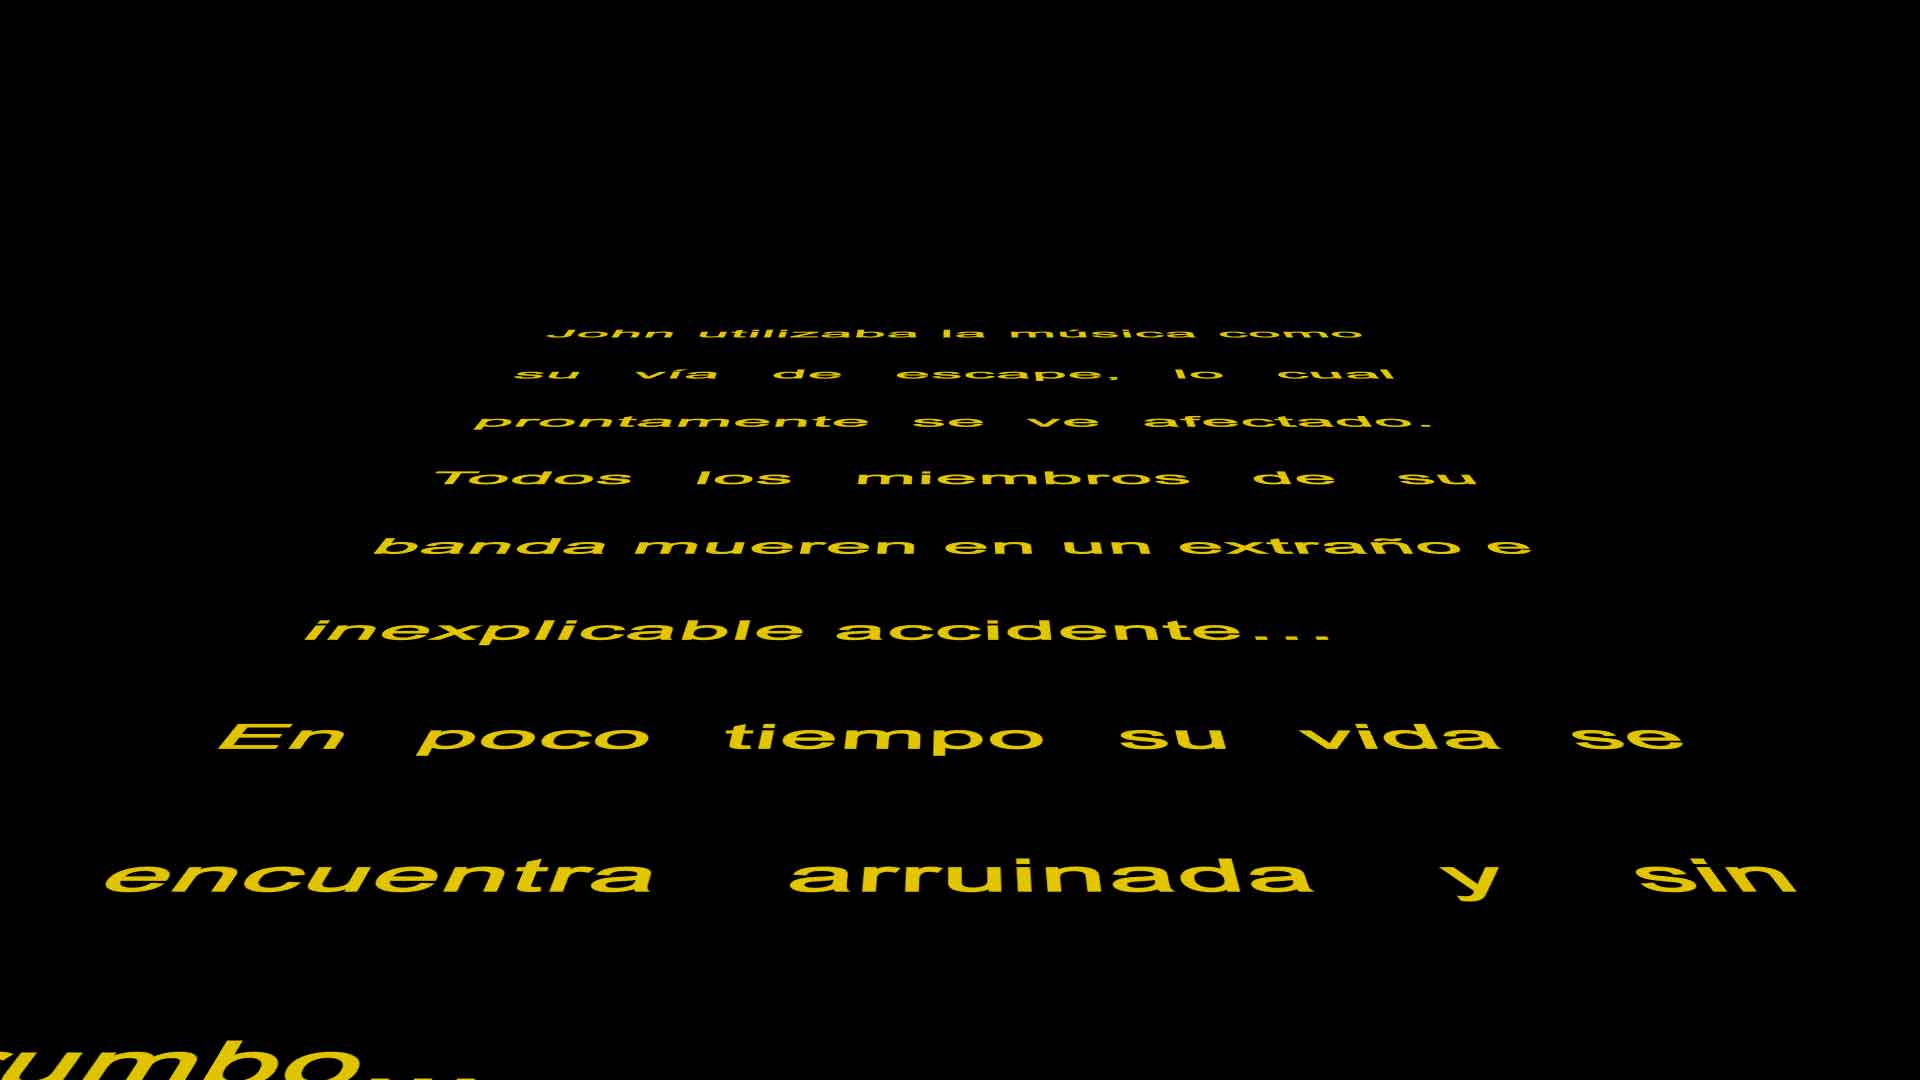 John utilizaba la música como
su vía de escape, lo cual
prontamente se ve afectado.
Todos los miembros de su
banda mueren en un extraño e
inexplicable accidente...
En poco tiempo su vida se
encuentra arruinada y sin
rumbo...